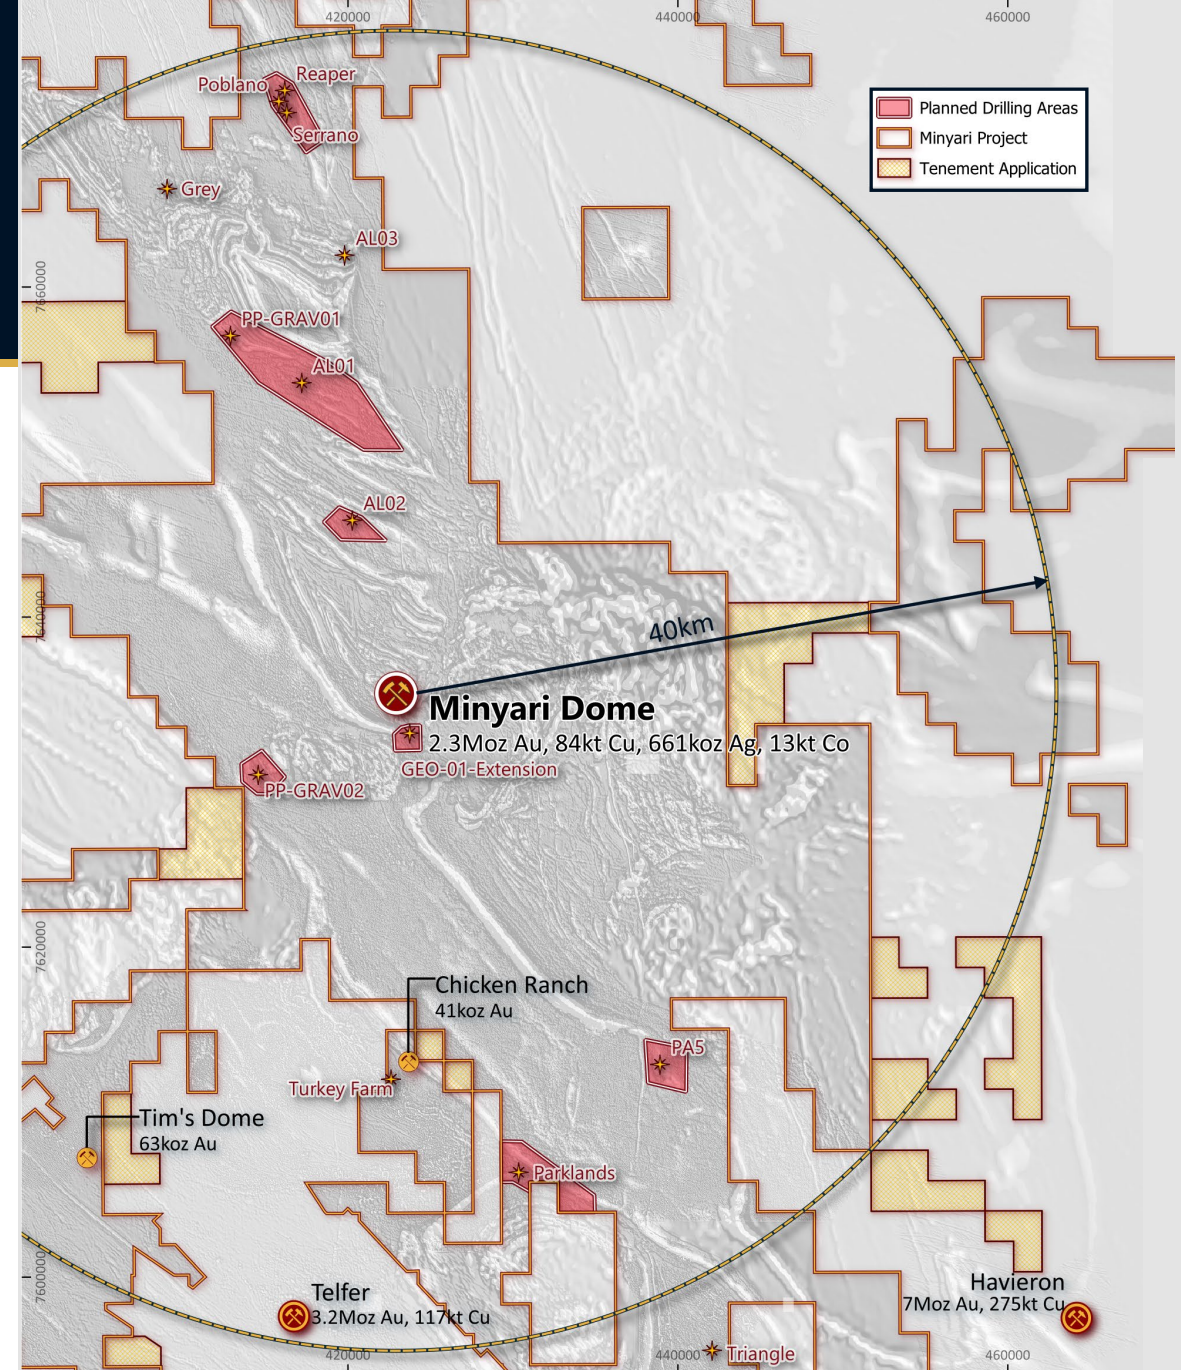 420000
440000
460000
Planned Drilling Areas
Minyari Project
Tenement Application
Reaper
Poblano
Serrano
Grey
AL03
7660000
PP-GRAV01
AL01
AL02
7640000
40km
Minyari Dome
2.3Moz Au, 84kt Cu, 661koz Ag, 13kt Co
GEO-01-Extension
PP-GRAV02
7620000
Chicken Ranch
41koz Au
PA5
Turkey Farm
Tim's Dome
63koz Au
Parklands
7600000
Telfer
3.2Moz Au, 117kt Cu
Havieron
7Moz Au, 275kt Cu
Triangle
420000
440000
460000